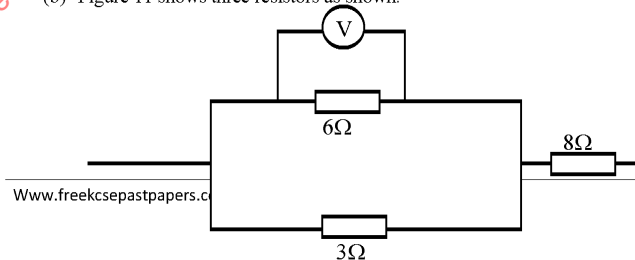 (b) Figure 11 shows three resistors as shown.
V
6Ω
8Ω
Www.freekcsepastpapers.c
3Ω